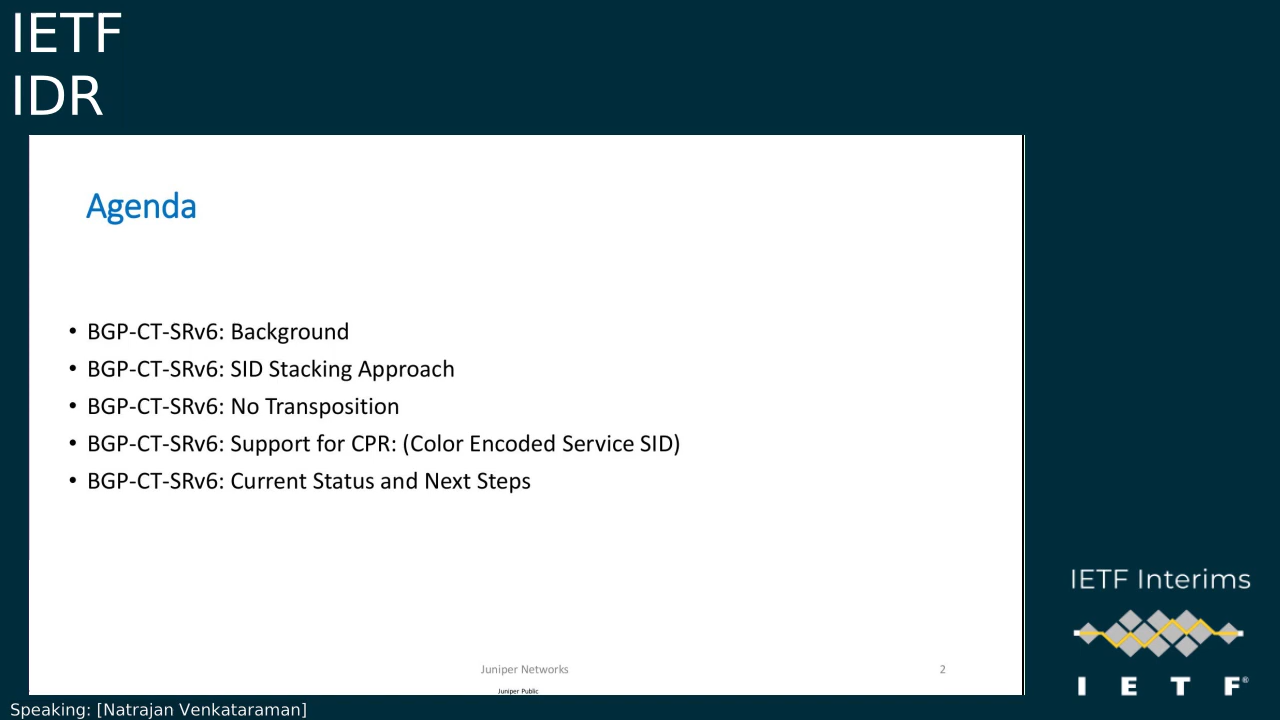 IETF
IDR
Agenda
• BGP-CT-SRv6: Background
• BGP-CT-SRv6: SID Stacking Approach
• BGP-CT-SRv6: No Transposition
• BGP-CT-SRv6: Support for CPR: (Color Encoded Service SID)
• BGP-CT-SRv6: Current Status and Next Steps
Juniper Networks
2
Juniper Public
IETF Interims
I E T F®
Speaking: [Natrajan Venkataraman]